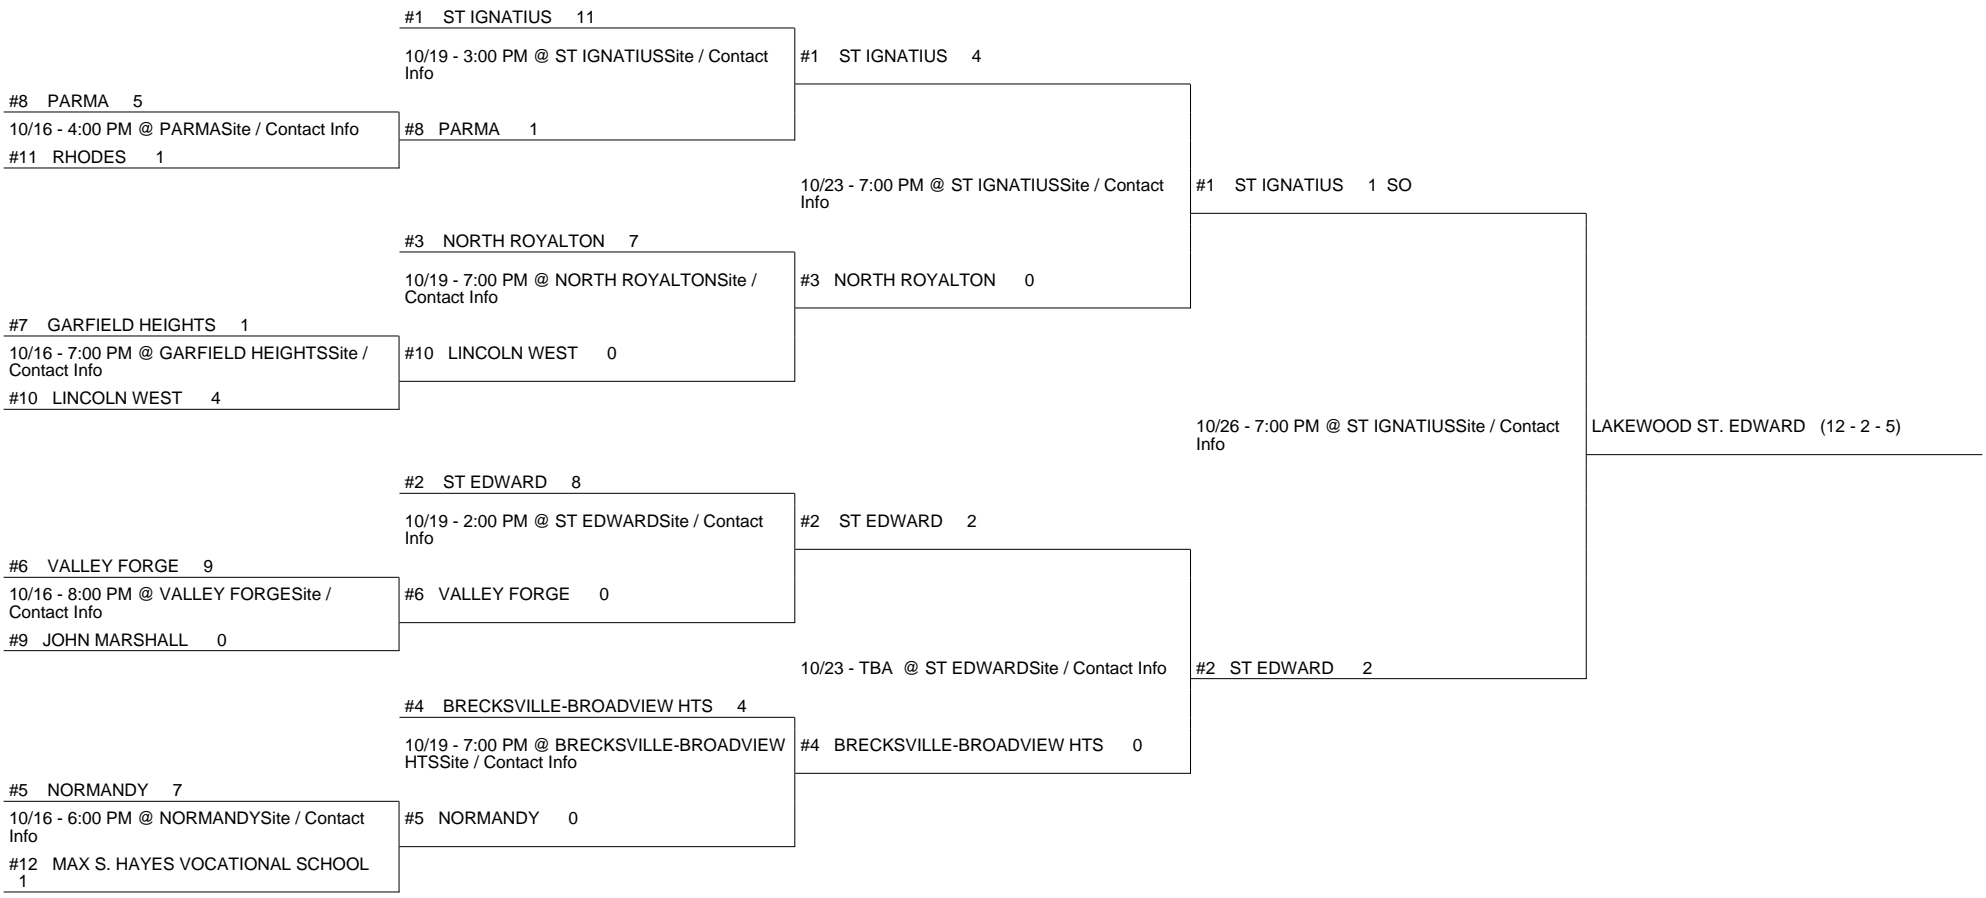 #1 ST IGNATIUS 11
10/19 - 3:00 PM @ ST IGNATIUSSite / Contact
Info
#1 ST IGNATIUS 4
#8 PARMA 5
10/16 - 4:00 PM @ PARMASite / Contact Info
#8 PARMA 1
#11 RHODES 1
10/23 - 7:00 PM @ ST IGNATIUSSite / Contact
Info
#1 ST IGNATIUS 1 SO
#3 NORTH ROYALTON 7
10/19 - 7:00 PM @ NORTH ROYALTONSite /
Contact Info
#3 NORTH ROYALTON 0
#7 GARFIELD HEIGHTS 1
10/16 - 7:00 PM @ GARFIELD HEIGHTSSite /
Contact Info
#10 LINCOLN WEST 0
#10 LINCOLN WEST 4
10/26 - 7:00 PM @ ST IGNATIUSSite / Contact
Info
LAKEWOOD ST. EDWARD (12 - 2 - 5)
#2 ST EDWARD 8
10/19 - 2:00 PM @ ST EDWARDSite / Contact
Info
#2 ST EDWARD 2
#6 VALLEY FORGE 9
10/16 - 8:00 PM @ VALLEY FORGESite /
Contact Info
#6 VALLEY FORGE 0
#9 JOHN MARSHALL 0
10/23 - TBA @ ST EDWARDSite / Contact Info
#2 ST EDWARD 2
#4 BRECKSVILLE-BROADVIEW HTS 4
10/19 - 7:00 PM @ BRECKSVILLE-BROADVIEW
HTSSite / Contact Info
#4 BRECKSVILLE-BROADVIEW HTS 0
#5 NORMANDY 7
10/16 - 6:00 PM @ NORMANDYSite / Contact
Info
#5 NORMANDY 0
#12 MAX S. HAYES VOCATIONAL SCHOOL
1